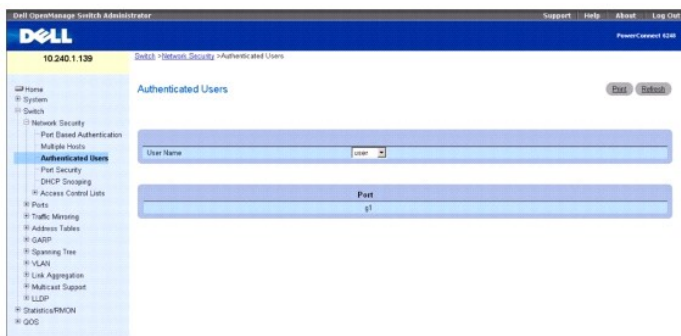 Dell OpenManage Switch Administrator
Support Help About Log Out
DELL
PowerConnect 6248
10.240.1.139
Switch >Network Security >Authenticated Users
Home
System
Switch
Network Security
Port Based Authentication
Multiple Hosts
Authenticated Users
Port Security
DHCP Snooping
Access Control Lists
Ports
Traffic Mirroring
Address Tables
GARP
Spanning Tree
VLAN
Link Aggregation
Multicast Support
LLDP
Statistics/RMON
QOS
Authenticated Users
Print Refresh
User Name user
Port
g1